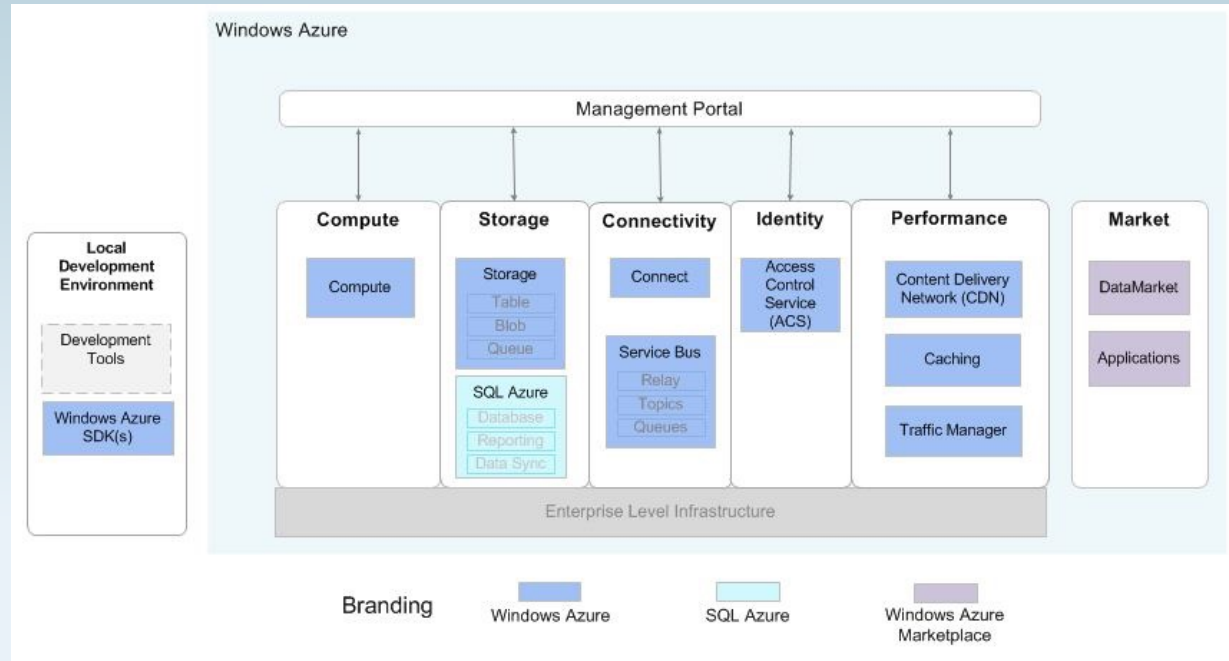 Windows Azure
Management Portal
Local
Development
Environment
Development
Tools
Windows Azure
SDK(s)
Compute
Compute
Storage
Storage
Table
Blob
Queue
SQL Azure
Database
Reporting
Data Sync
Connectivity
Connect
Service Bus
Relay
Topics
Queues
Identity
Access
Control
Service
(ACS)
Performance
Content Delivery
Network (CDN)
Caching
Traffic Manager
Market
DataMarket
Applications
Enterprise Level Infrastructure
Branding
Windows Azure
SQL Azure
Windows Azure
Marketplace